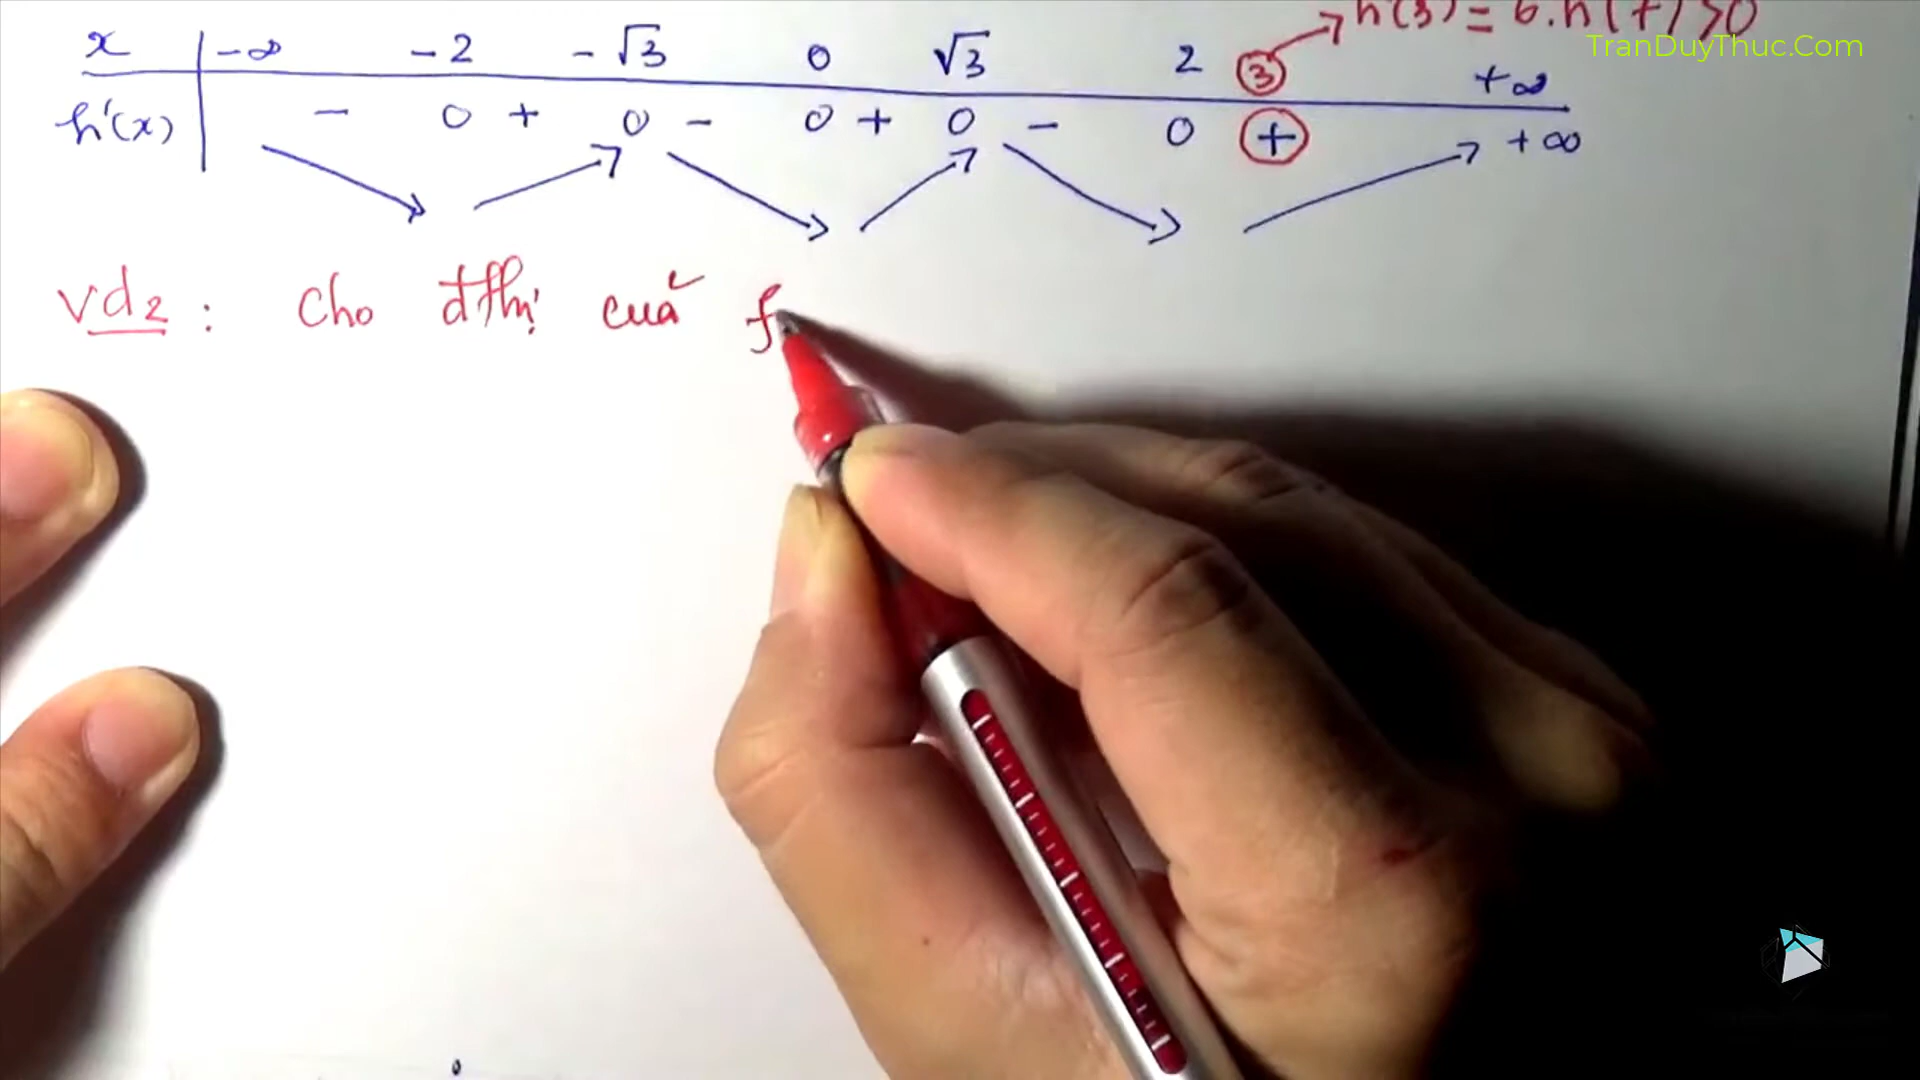 h(3) = 6.h(7) > 0
TranDuyThuc.Com
x -∞ -2 -√3 0 √3 2 3 +∞
h'(x) - 0 + 0 - 0 + 0 - 0 + +∞
Vd2 : Cho đthị của f